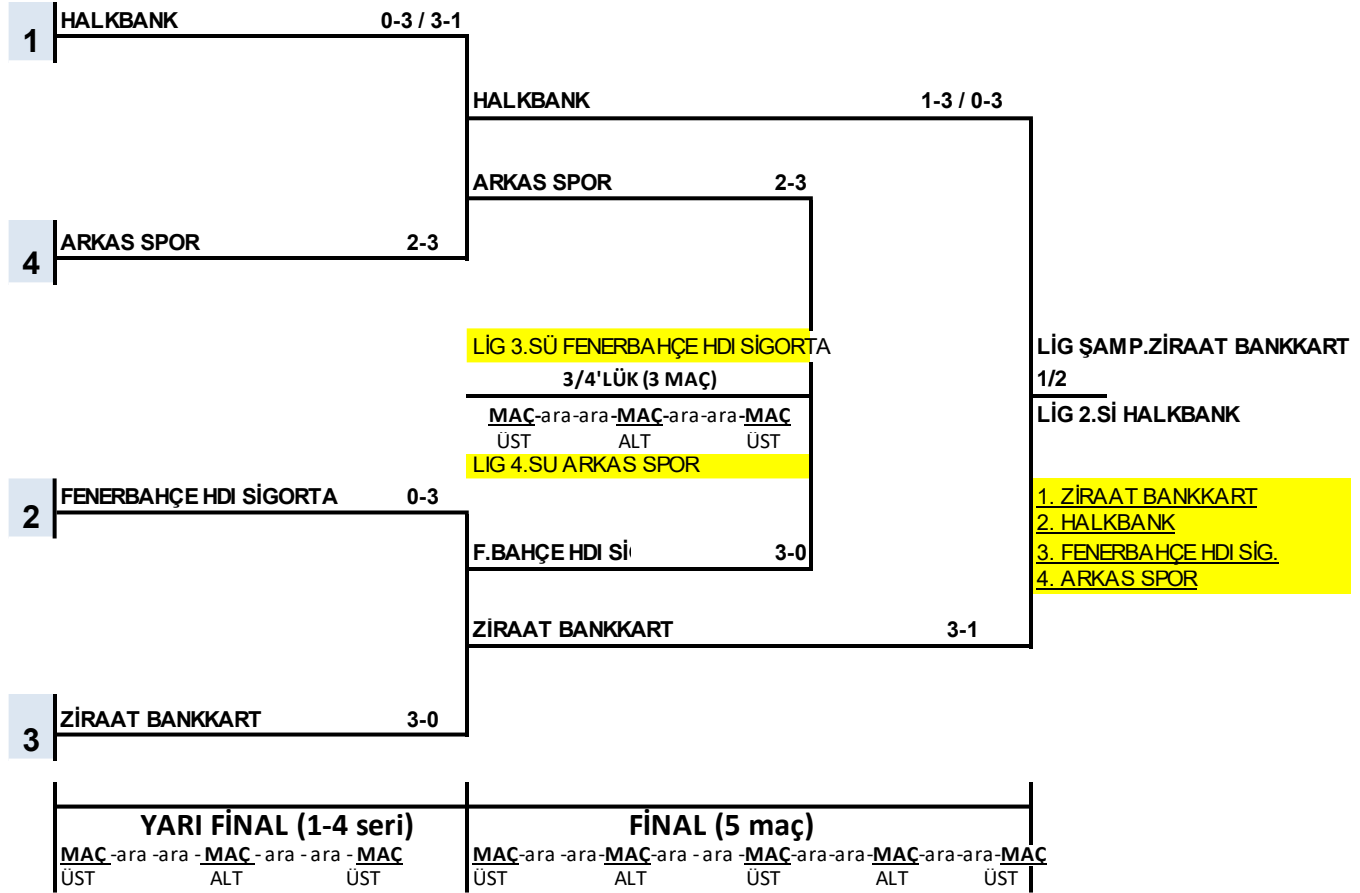 HALKBANK 0-3 / 3-1
1
HALKBANK 1-3 / 0-3
ARKAS SPOR 2-3
ARKAS SPOR 2-3
4
LİG 3.SÜ FENERBAHÇE HDI SİGORTA
LİG ŞAMP.ZİRAAT BANKKART
3/4'LÜK (3 MAÇ)
1/2
MAÇ-ara-ara-MAÇ-ara-ara-MAÇ
LİG 2.Sİ HALKBANK
ÜST ALT ÜST
LIG 4.SU ARKAS SPOR
FENERBAHÇE HDI SİGORTA 0-3
2
1. ZİRAAT BANKKART
2. HALKBANK
3. FENERBAHÇE HDI SİG.
4. ARKAS SPOR
F.BAHÇE HDI Sİ 3-0
ZİRAAT BANKKART 3-1
ZİRAAT BANKKART 3-0
3
YARI FİNAL (1-4 seri)
FİNAL (5 maç)
MAÇ -ara -ara - MAÇ - ara - ara - MAÇ
MAÇ-ara -ara-MAÇ-ara - ara -MAÇ-ara-ara-MAÇ-ara-ara-MAÇ
ÜST ALT ÜST
ÜST ALT ÜST ALT ÜST